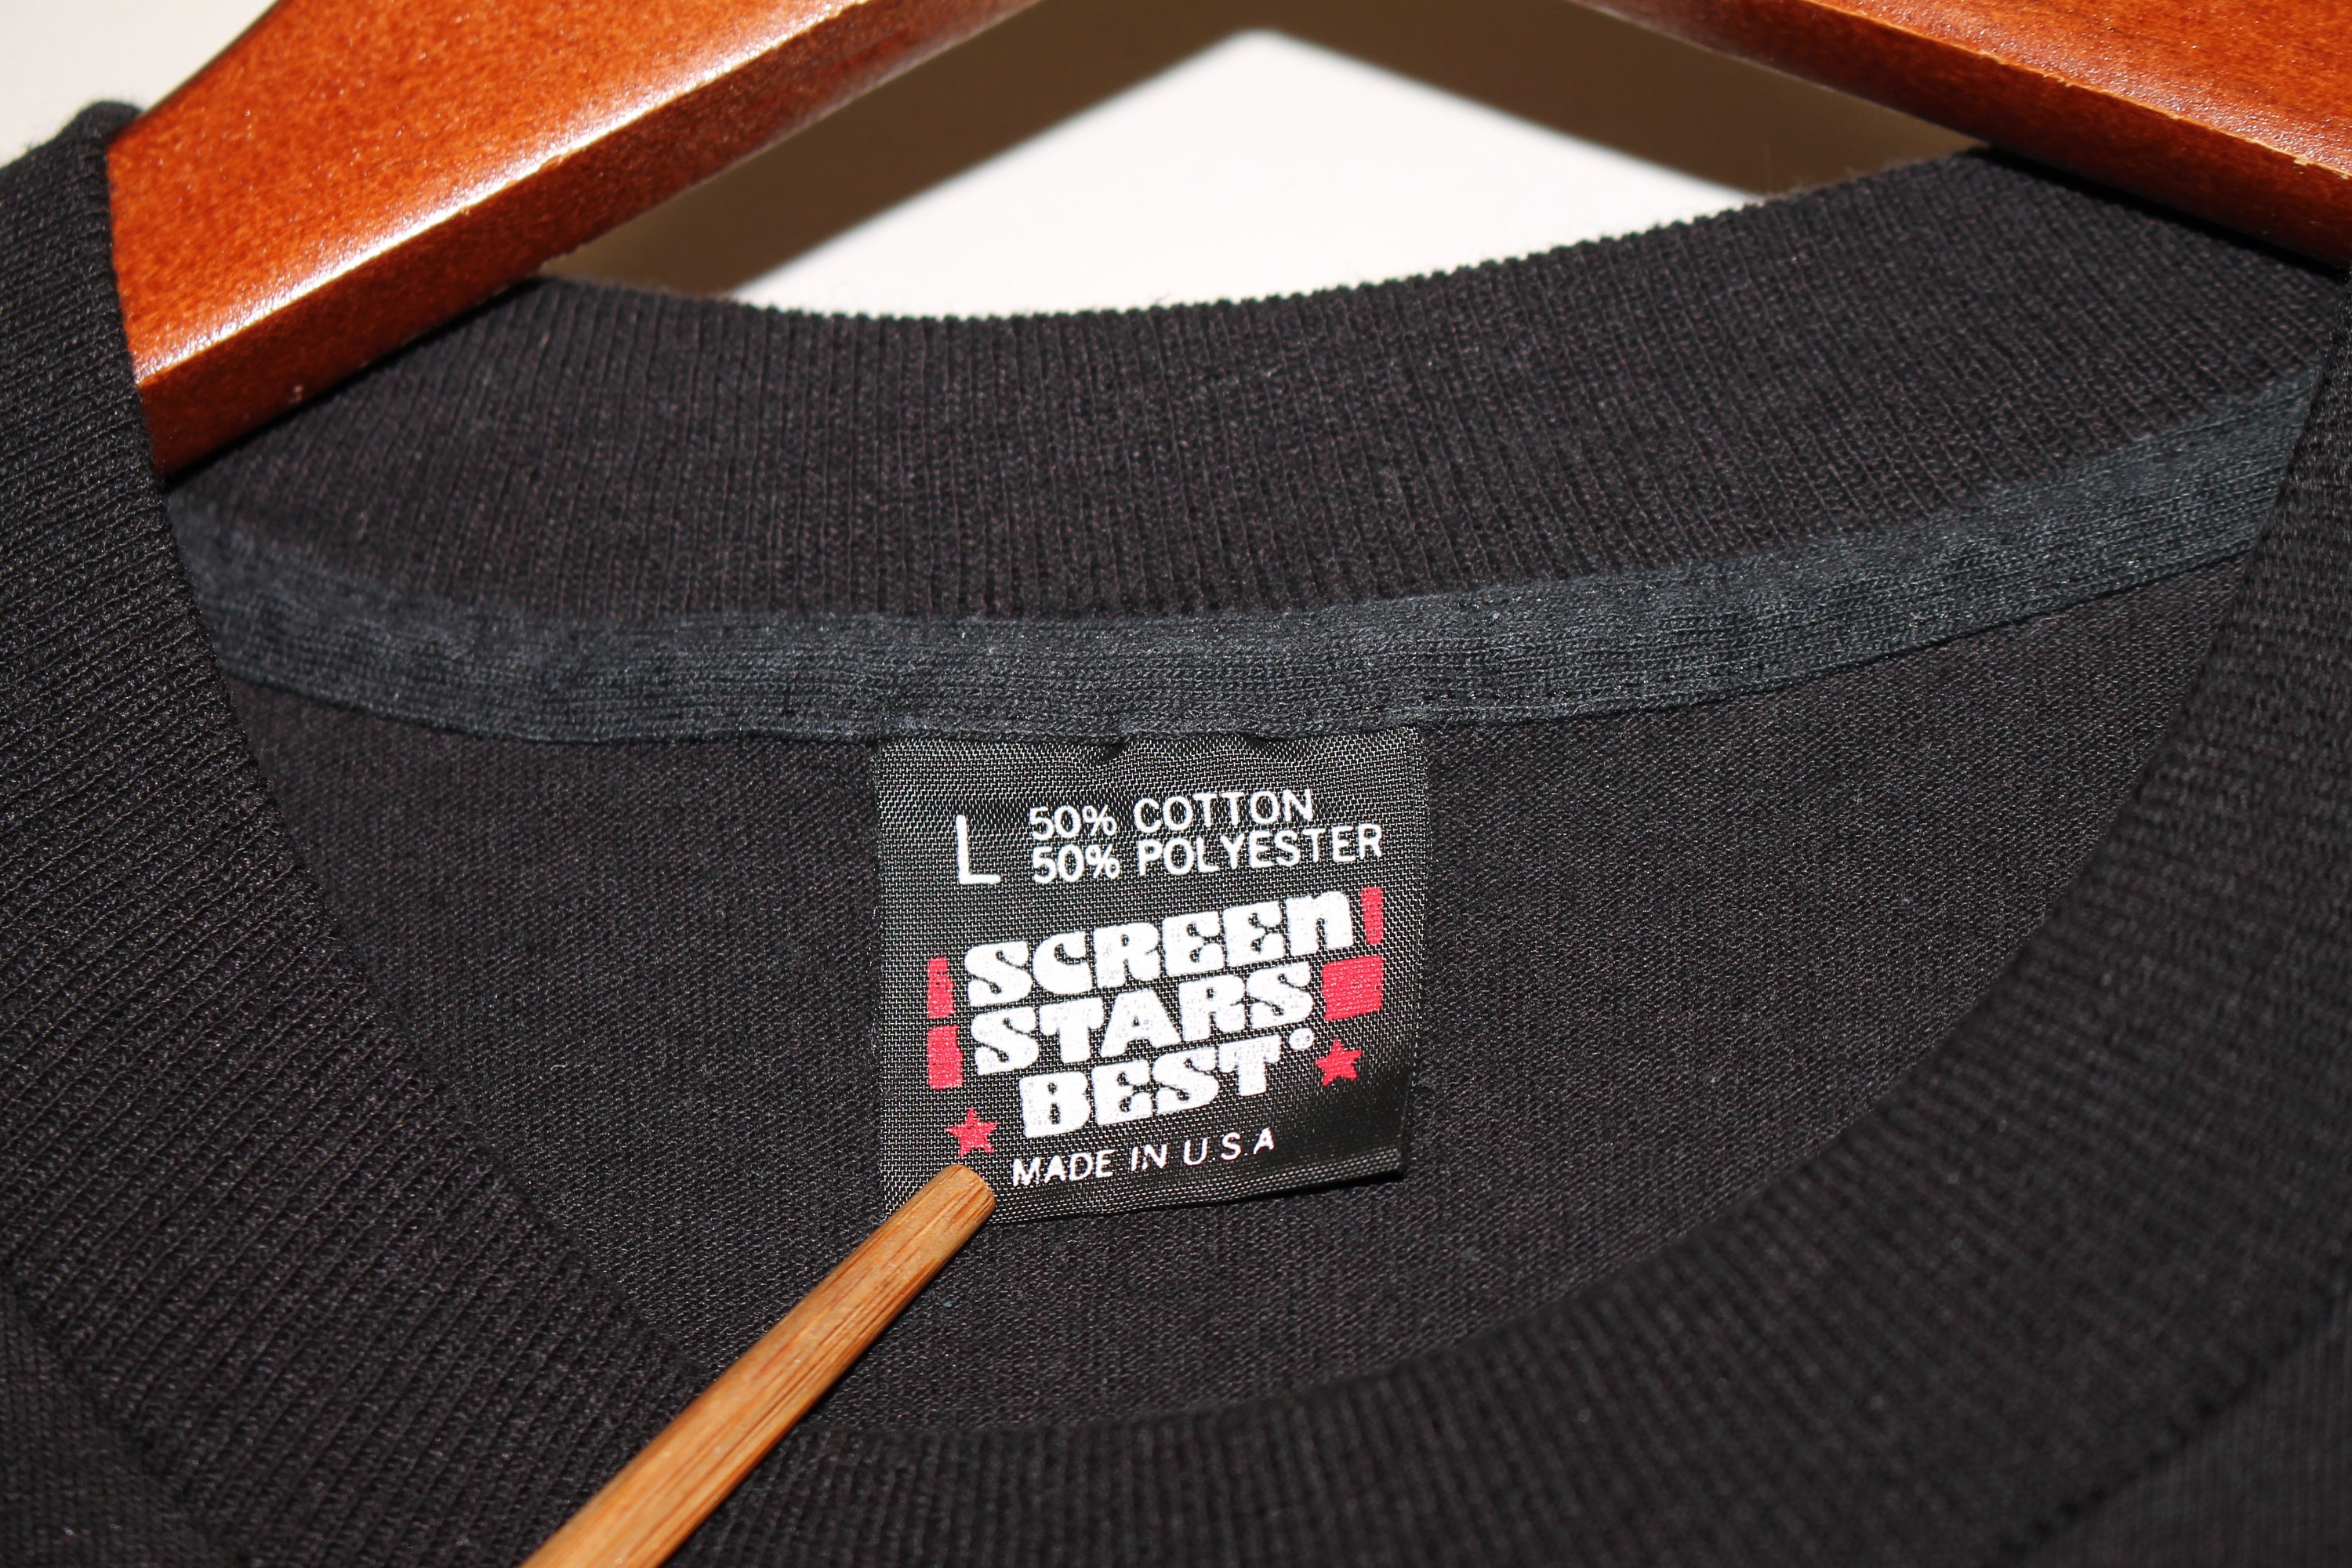 L 50% COTTON
50% POLYESTER
SCREEn
STARS
BEST
MADE IN U.S.A